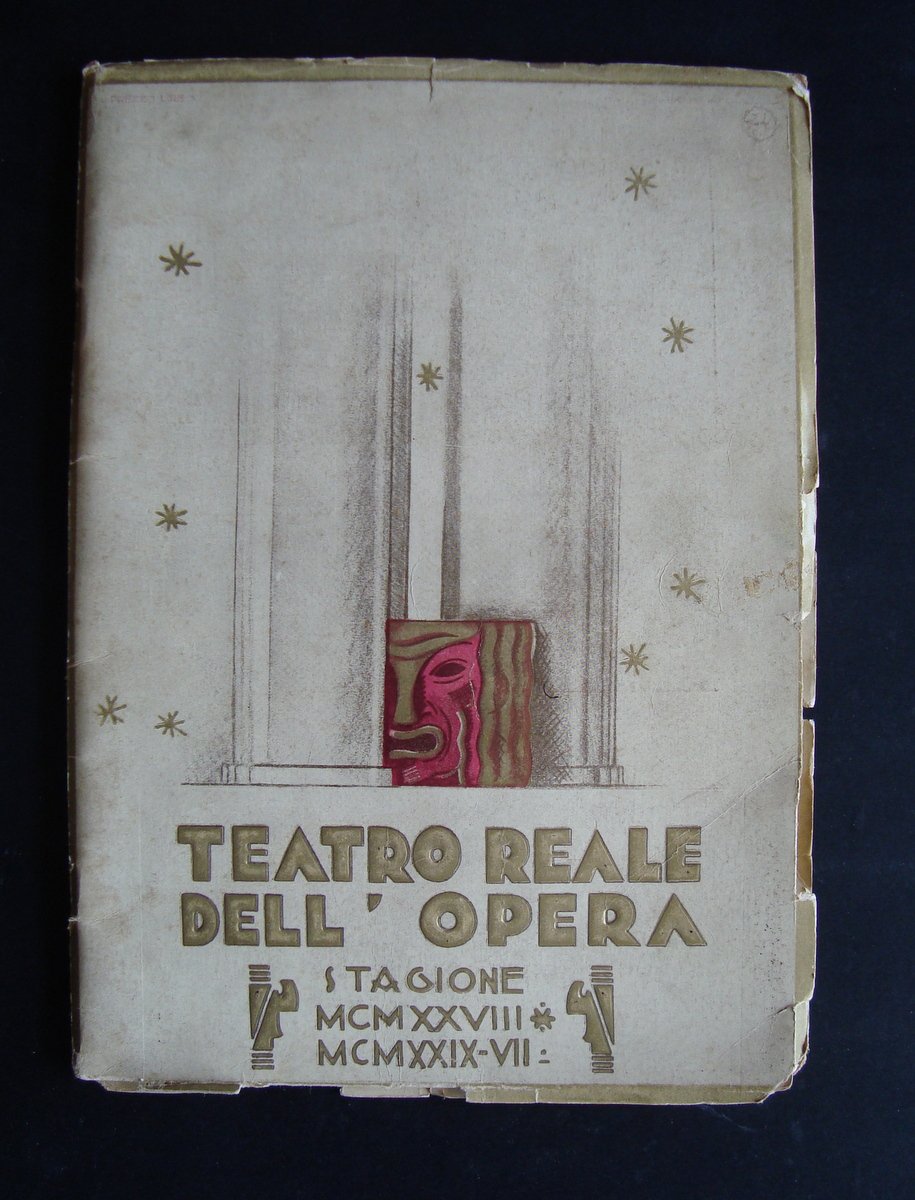 TEATRO REALE
DELL' OPERA
STAGIONE
MCMXXVIII *
MCMXXIX-VII :